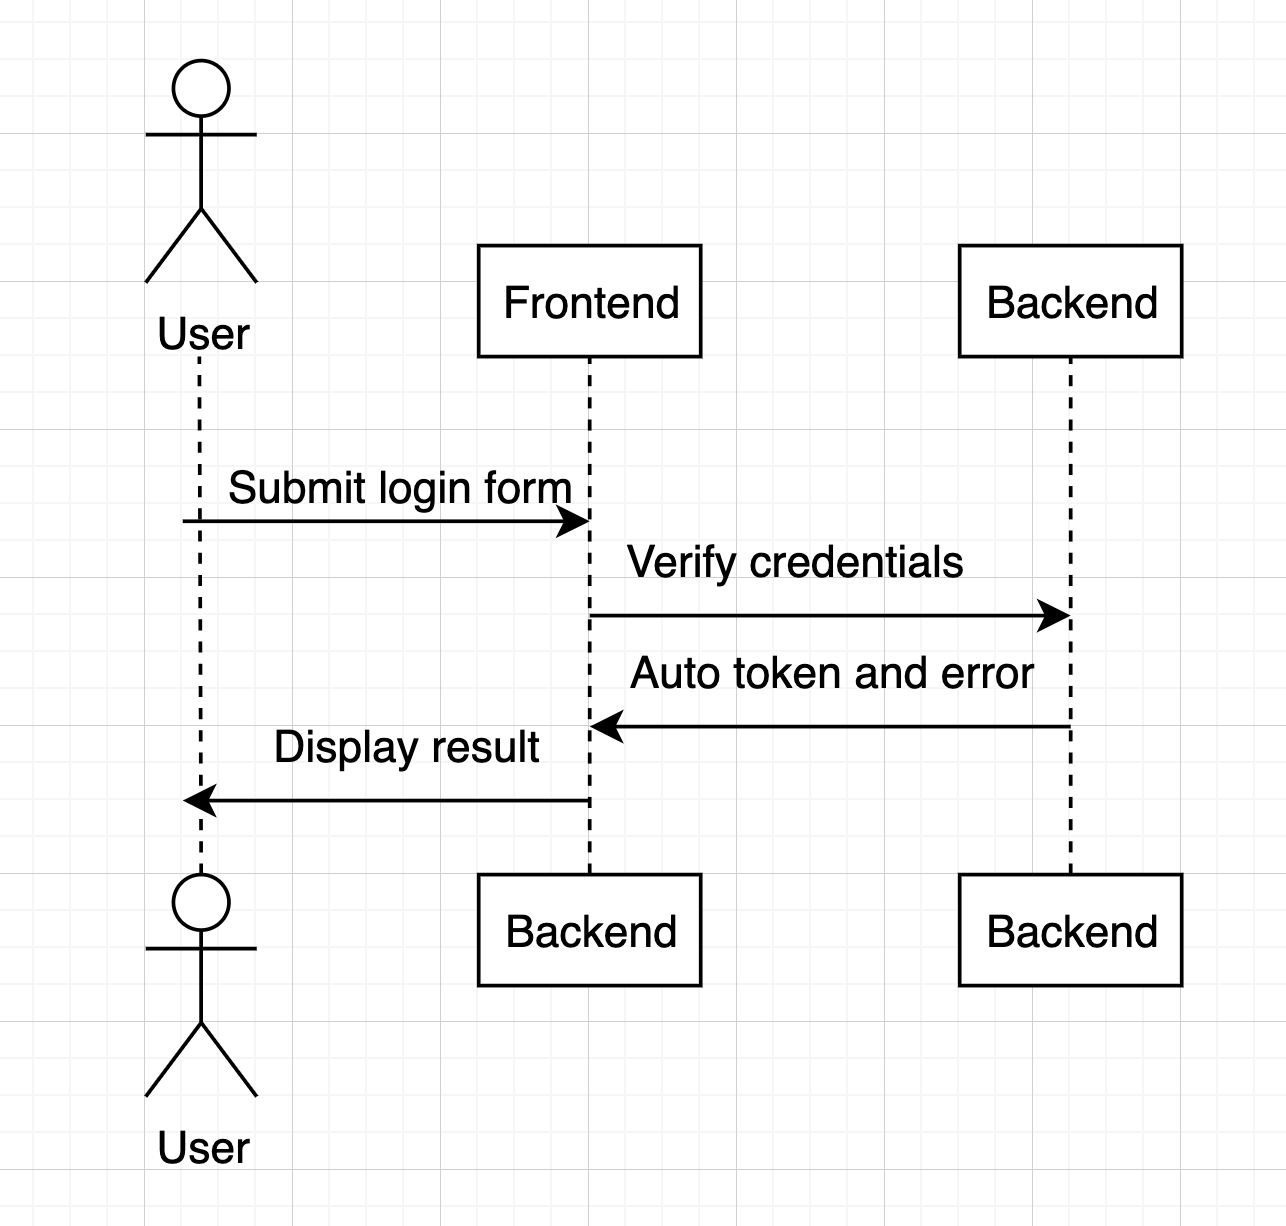 User
Frontend
Backend
Submit login form
Verify credentials
Auto token and error
Display result
Backend
Backend
User